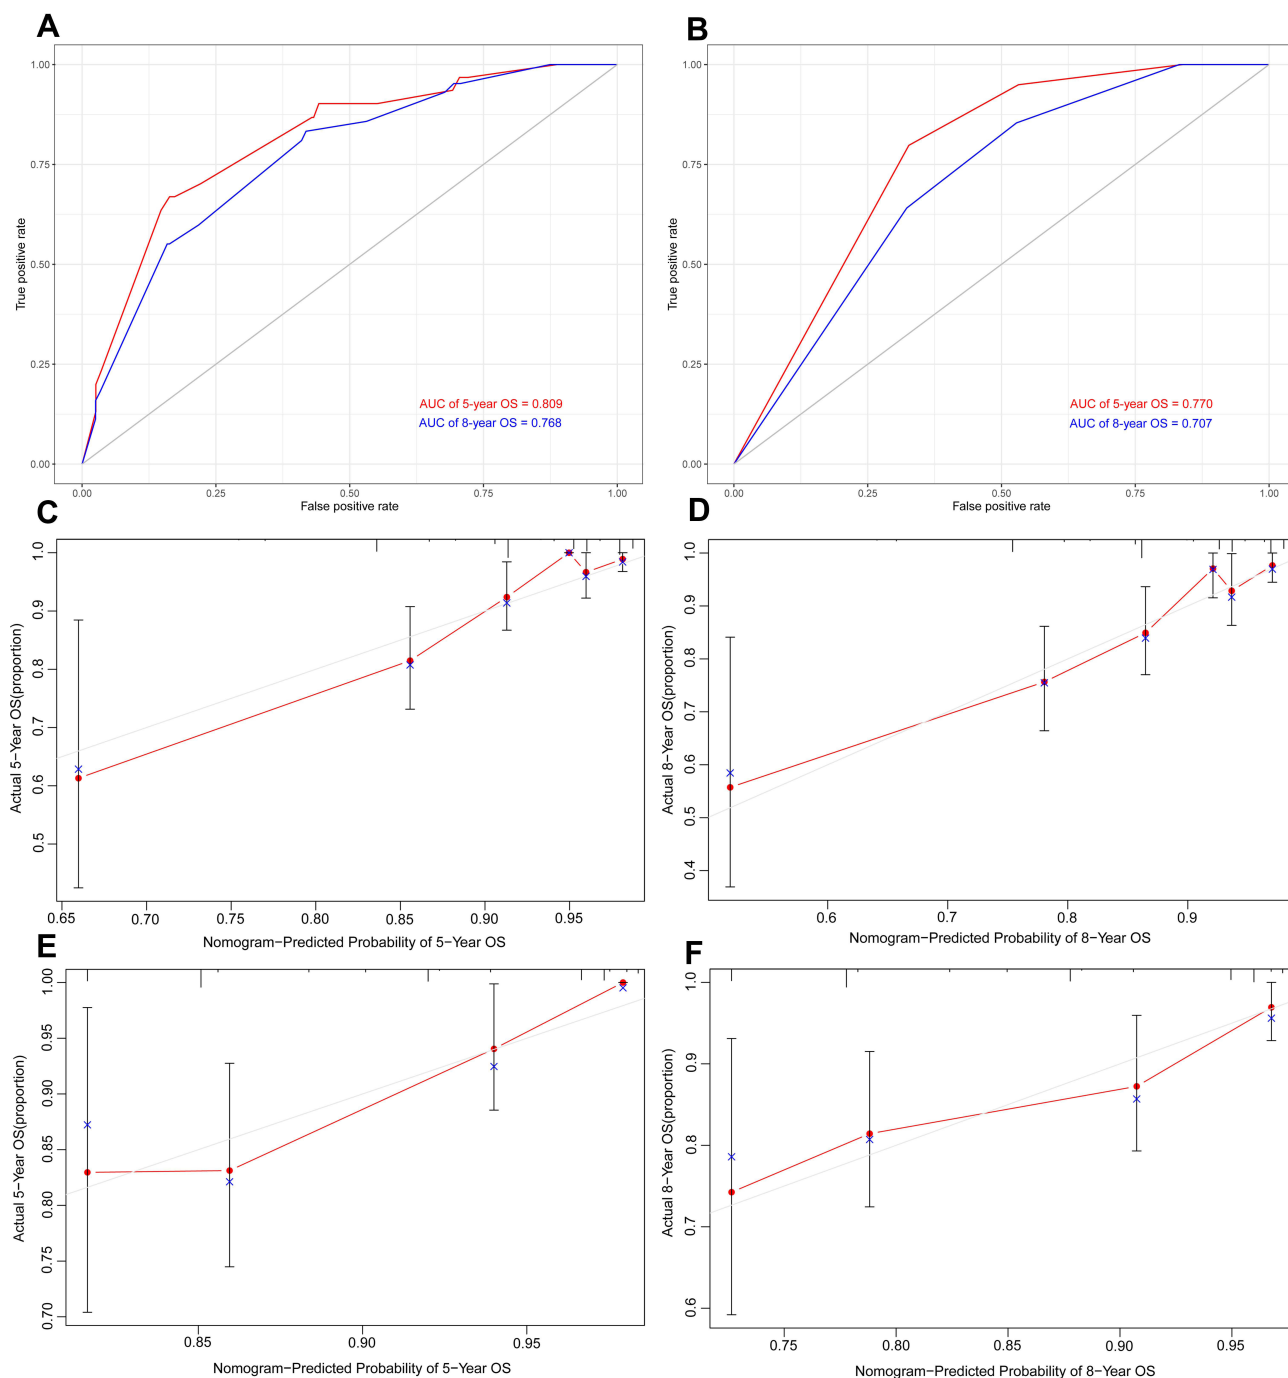 A
1.00
0.75
0.50
0.25
0.00
True positive rate
AUC of 5-year OS = 0.809
AUC of 8-year OS = 0.768
0.00 0.25 0.50 0.75 1.00
False positive rate
B
1.00
0.75
0.50
0.25
0.00
True positive rate
AUC of 5-year OS = 0.770
AUC of 8-year OS = 0.707
0.00 0.25 0.50 0.75 1.00
False positive rate
C
1.0
0.9
0.8
0.7
0.6
0.5
Actual 5−Year OS(proportion)
0.65 0.70 0.75 0.80 0.85 0.90 0.95
Nomogram−Predicted Probability of 5−Year OS
D
1.0
0.9
0.8
0.7
0.6
0.5
0.4
Actual 8−Year OS(proportion)
0.6 0.7 0.8 0.9
Nomogram−Predicted Probability of 8−Year OS
E
1.00
0.95
0.90
0.85
0.80
0.75
0.70
Actual 5−Year OS(proportion)
0.85 0.90 0.95
Nomogram−Predicted Probability of 5−Year OS
F
1.0
0.9
0.8
0.7
0.6
Actual 8−Year OS(proportion)
0.75 0.80 0.85 0.90 0.95
Nomogram−Predicted Probability of 8−Year OS